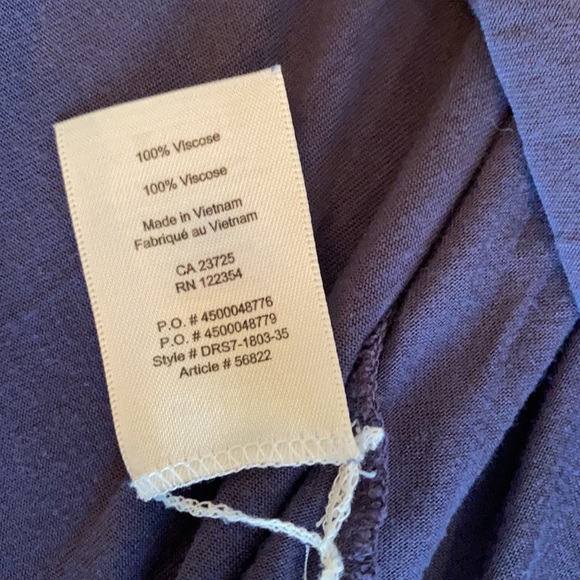 100% Viscose
100% Viscose
Made in Vietnam
Fabriqué au Vietnam
CA 23725
RN 122354
P.O. # 4500048776
P.O. # 4500048779
Style # DRS7-1803-35
Article # 56822